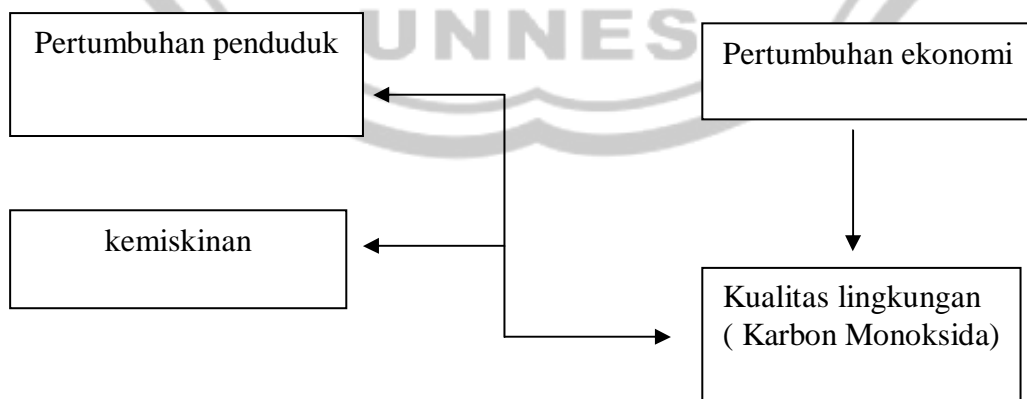 UNNES
Pertumbuhan penduduk
Pertumbuhan ekonomi
kemiskinan
Kualitas lingkungan
( Karbon Monoksida)